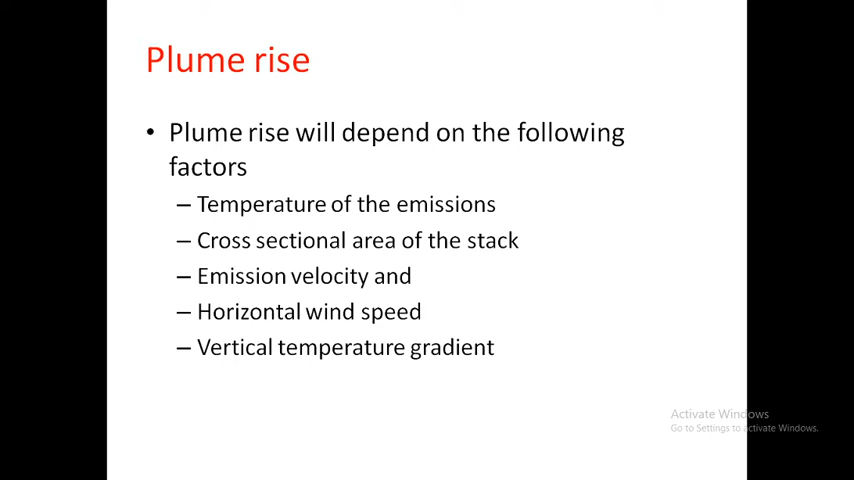 Plume rise
• Plume rise will depend on the following
factors
– Temperature of the emissions
– Cross sectional area of the stack
– Emission velocity and
– Horizontal wind speed
– Vertical temperature gradient
Activate Windows
Go to Settings to activate Windows.